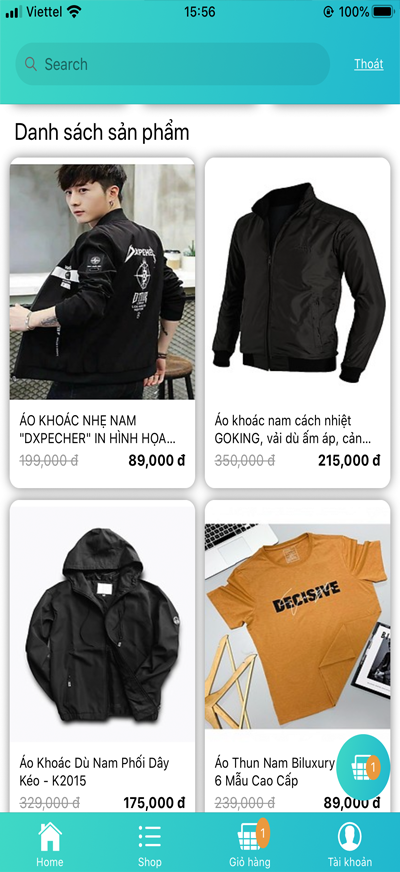 Viettel 15:56 100%
Search
Thoát
Danh sách sản phẩm
DXPECHER
ÁO KHOÁC NHẸ NAM
"DXPECHER" IN HÌNH HỌA...
199,000 đ 89,000 đ
Áo khoác nam cách nhiệt
GOKING, vải dù ấm áp, cản...
350,000 đ 215,000 đ
DECISIVE
Áo Khoác Dù Nam Phối Dây
Kéo - K2015
329,000 đ 175,000 đ
Áo Thun Nam Biluxury
6 Mẫu Cao Cấp
239,000 đ 89,000 đ
1
Home
Shop
1
Giỏ hàng
Tài khoản